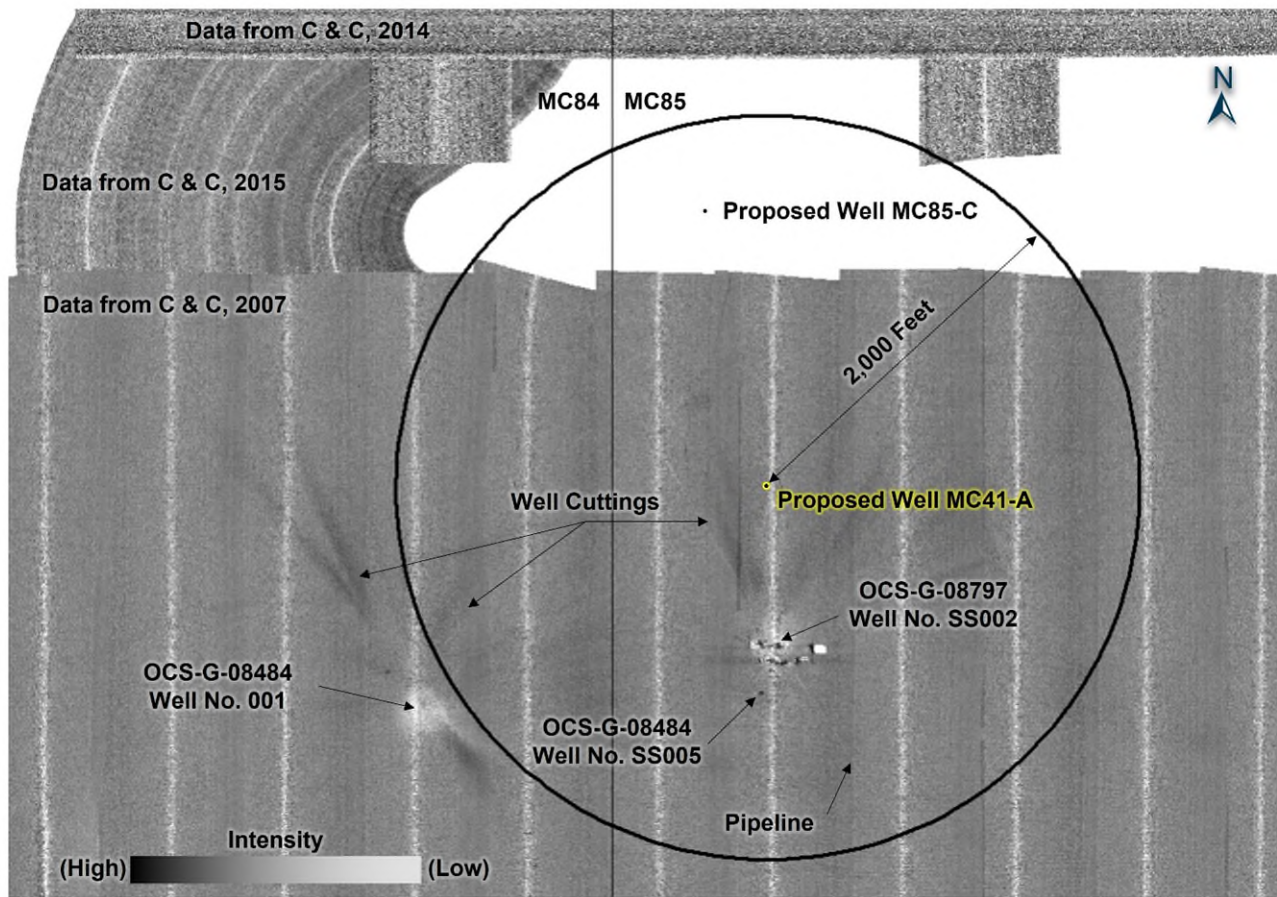 Data from C & C, 2014
N
MC84
MC85
Data from C & C, 2015
Proposed Well MC85-C
Data from C & C, 2007
2,000 Feet
Well Cuttings
Proposed Well MC41-A
OCS-G-08797
Well No. SS002
OCS-G-08484
Well No. 001
OCS-G-08484
Well No. SS005
Pipeline
Intensity
(High)
(Low)